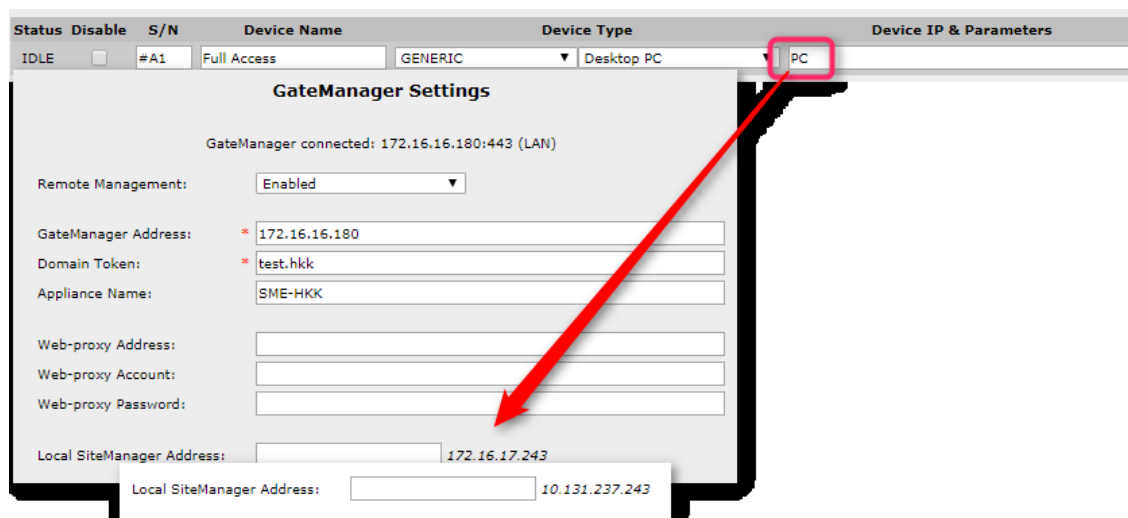 Status Disable S/N Device Name Device Type Device IP & Parameters
IDLE #A1 Full Access GENERIC Desktop PC PC
GateManager Settings
GateManager connected: 172.16.16.180:443 (LAN)
Remote Management: Enabled
GateManager Address: * 172.16.16.180
Domain Token: * test.hkk
Appliance Name: SME-HKK
Web-proxy Address:
Web-proxy Account:
Web-proxy Password:
Local SiteManager Address: 172.16.17.243
Local SiteManager Address: 10.131.237.243